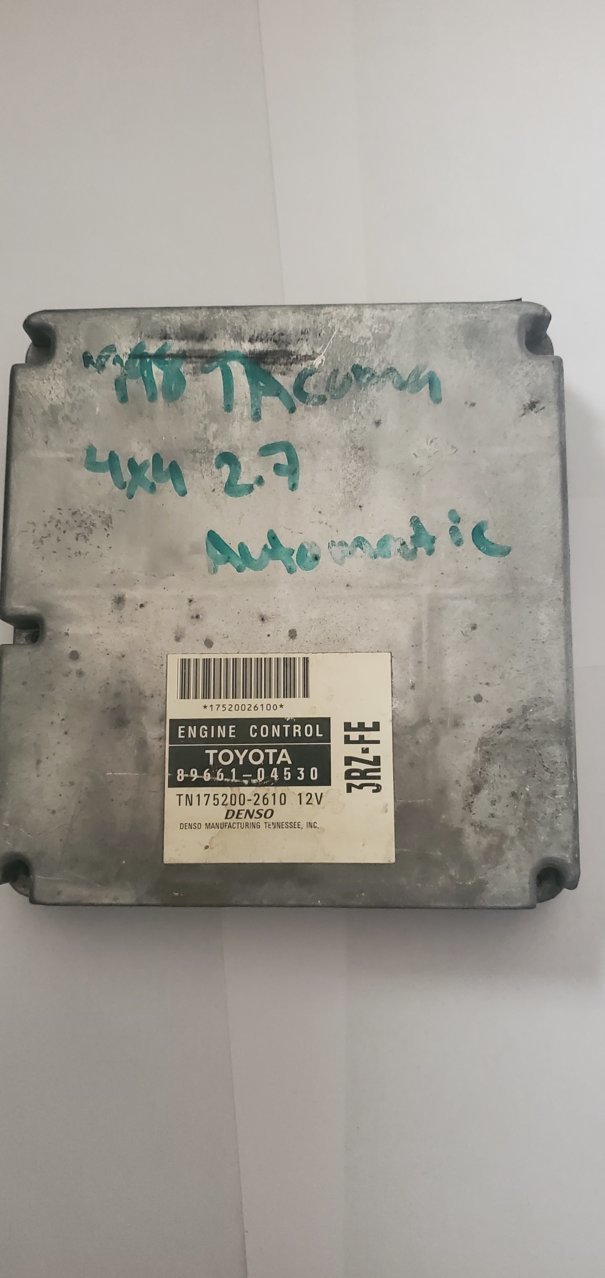 '98 TAcoma
4x4 2.7
Automatic
*17520026100*
ENGINE CONTROL
TOYOTA
89661-04530
TN175200-2610 12V
DENSO
DENSO MANUFACTURING TENNESSEE, INC.
3RZ-FE